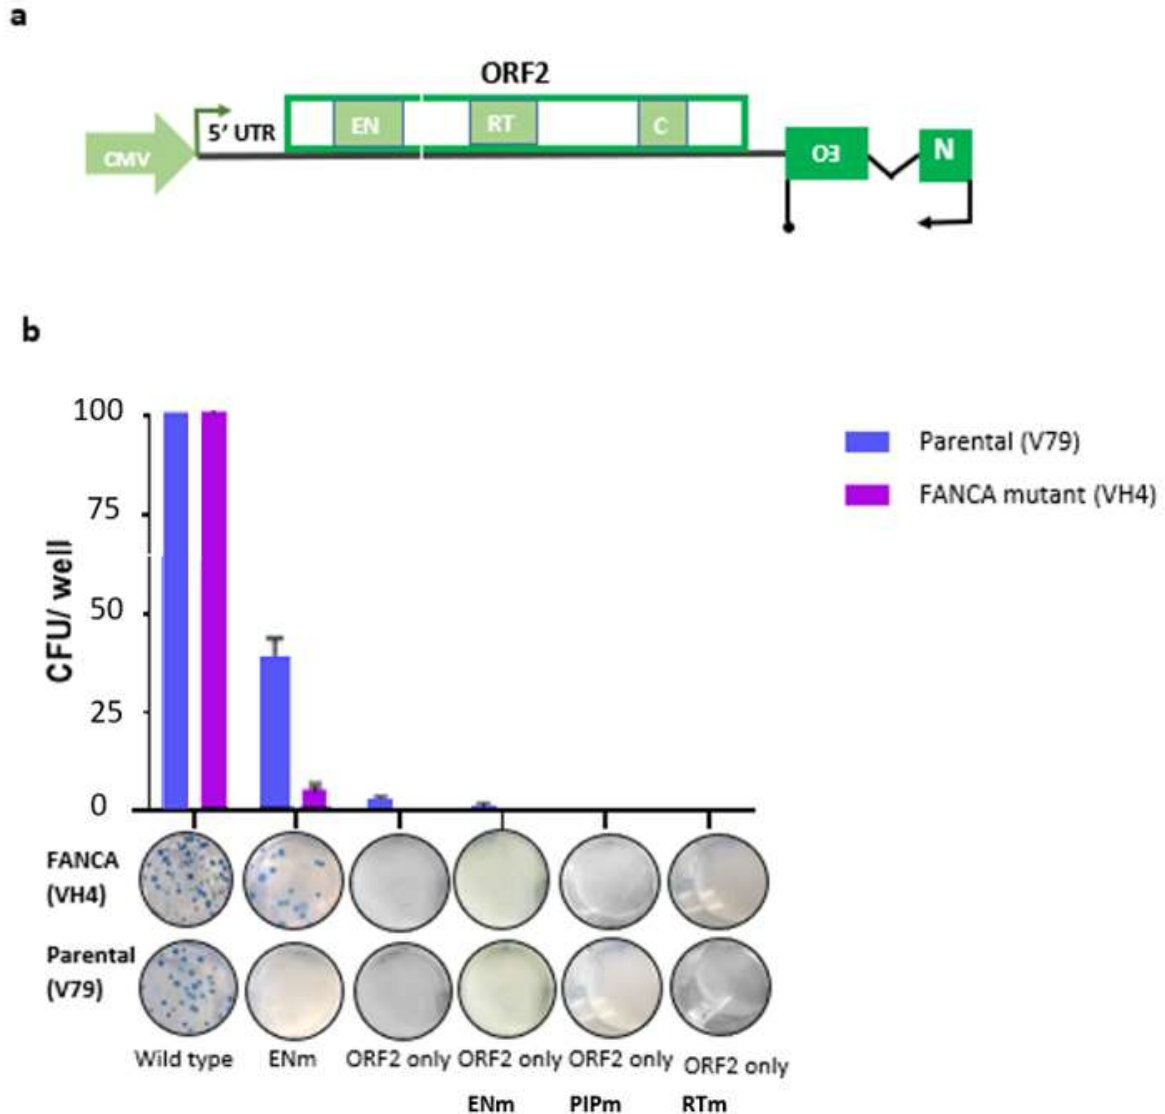 a
ORF2
5' UTR
EN
RT
C
CMV
O3
N
b
100
75
50
25
0
CFU/ well
Parental (V79)
FANCA mutant (VH4)
FANCA
(VH4)
Parental
(V79)
Wild type
ENm
ORF2 only
ORF2 only
ORF2 only
ORF2 only
ENm
PIPm
RTm